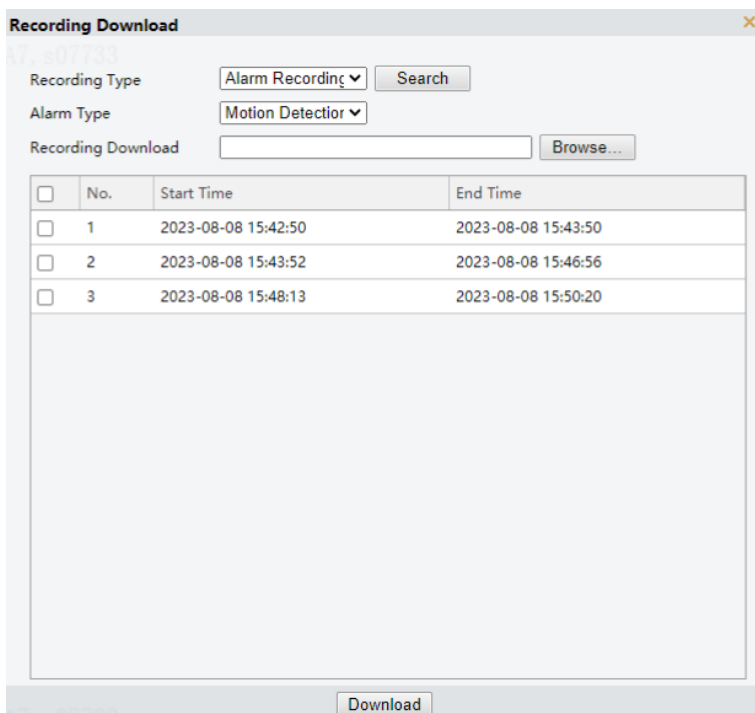 Recording Download
A7, s07733
Recording Type Alarm Recording Search
Alarm Type Motion Detection
Recording Download Browse...
No. Start Time End Time
1 2023-08-08 15:42:50 2023-08-08 15:43:50
2 2023-08-08 15:43:52 2023-08-08 15:46:56
3 2023-08-08 15:48:13 2023-08-08 15:50:20
Download